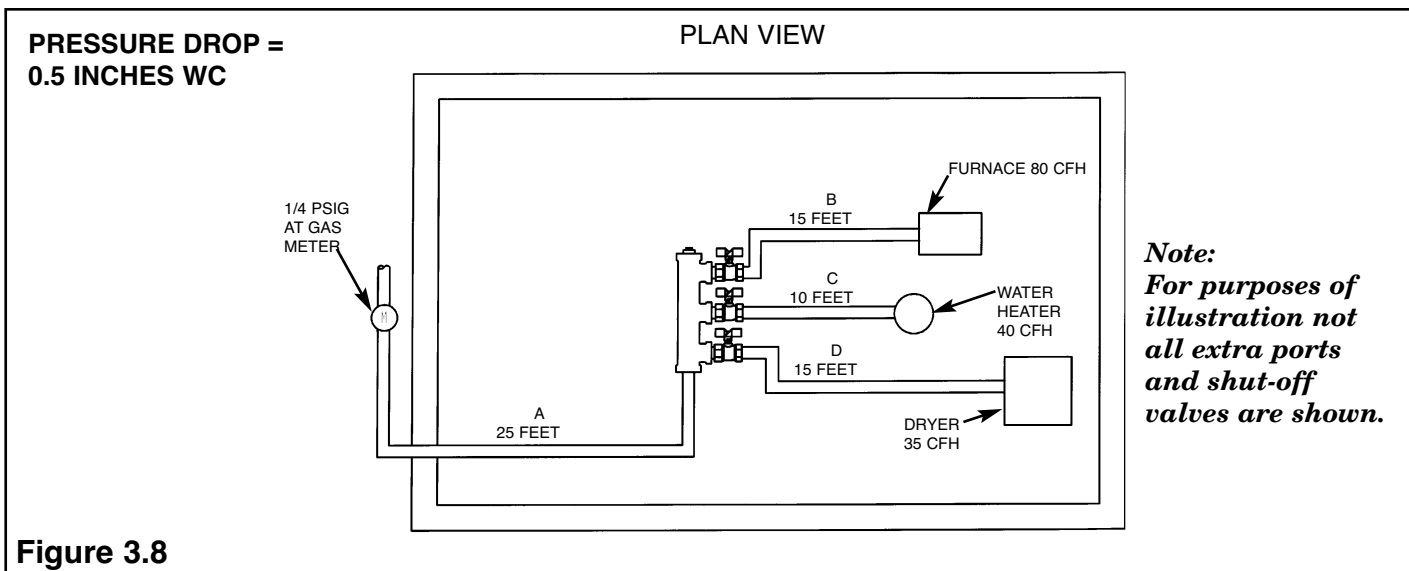 PRESSURE DROP =
0.5 INCHES WC
PLAN VIEW
FURNACE 80 CFH
B
15 FEET
1/4 PSIG
AT GAS
METER
M
C
10 FEET
WATER
HEATER
40 CFH
D
15 FEET
A
25 FEET
DRYER
35 CFH
Note:
For purposes of
illustration not
all extra ports
and shut-off
valves are shown.
Figure 3.8